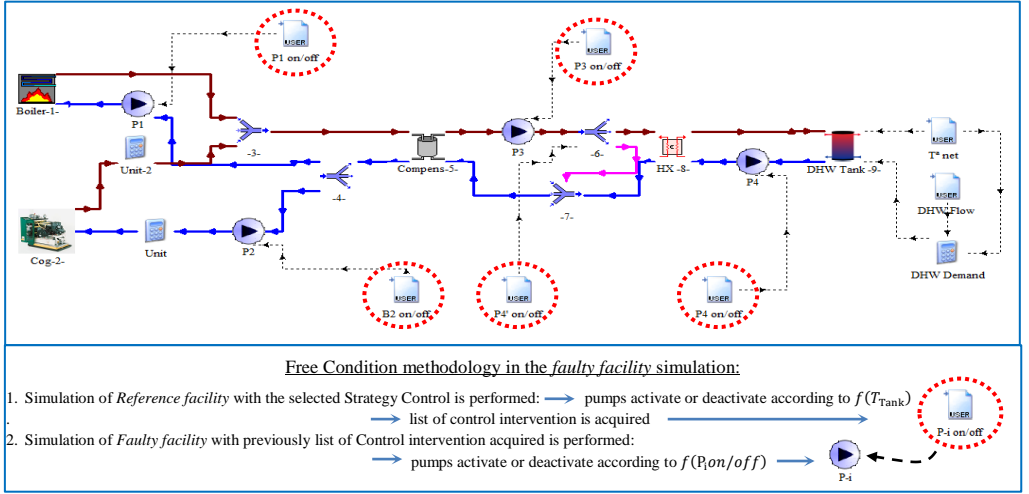 USER
P1 on/off
USER
P3 on/off
Boiler-1-
P1
Unit-2
-3-
Compens-5-
P3
-6-
HX -8-
P4
DHW Tank -9-
USER
Tª net
-4-
-7-
USER
DHW Flow
Cog-2-
Unit
P2
DHW Demand
USER
B2 on/off
USER
P4' on/off
USER
P4 on/off
Free Condition methodology in the faulty facility simulation:
1. Simulation of Reference facility with the selected Strategy Control is performed: pumps activate or deactivate according to f(T_Tank)
. list of control intervention is acquired
USER
P-i on/off
2. Simulation of Faulty facility with previously list of Control intervention acquired is performed:
pumps activate or deactivate according to f(Pᵢon/off)
P-i